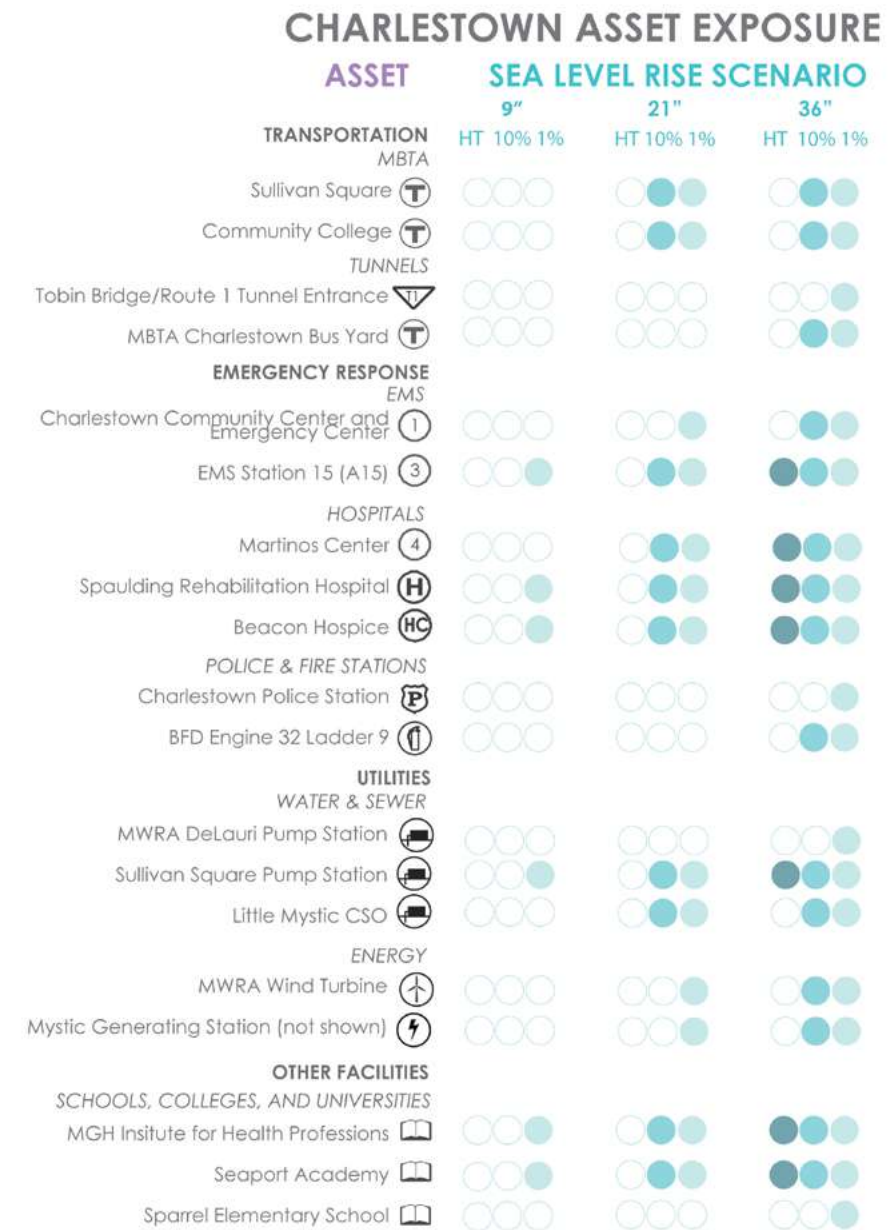 CHARLESTOWN ASSET EXPOSURE
ASSET SEA LEVEL RISE SCENARIO
9" 21" 36"
TRANSPORTATION HT 10% 1% HT 10% 1% HT 10% 1%
MBTA
Sullivan Square T
Community College T
TUNNELS
Tobin Bridge/Route 1 Tunnel Entrance T1
MBTA Charlestown Bus Yard T
EMERGENCY RESPONSE
EMS
Charlestown Community Center and
Emergency Center 1
EMS Station 15 (A15) 3
HOSPITALS
Martinos Center 4
Spaulding Rehabilitation Hospital H
Beacon Hospice HC
POLICE & FIRE STATIONS
Charlestown Police Station P
BFD Engine 32 Ladder 9
UTILITIES
WATER & SEWER
MWRA DeLauri Pump Station
Sullivan Square Pump Station
Little Mystic CSO
ENERGY
MWRA Wind Turbine
Mystic Generating Station (not shown)
OTHER FACILITIES
SCHOOLS, COLLEGES, AND UNIVERSITIES
MGH Insitute for Health Professions
Seaport Academy
Sparrel Elementary School